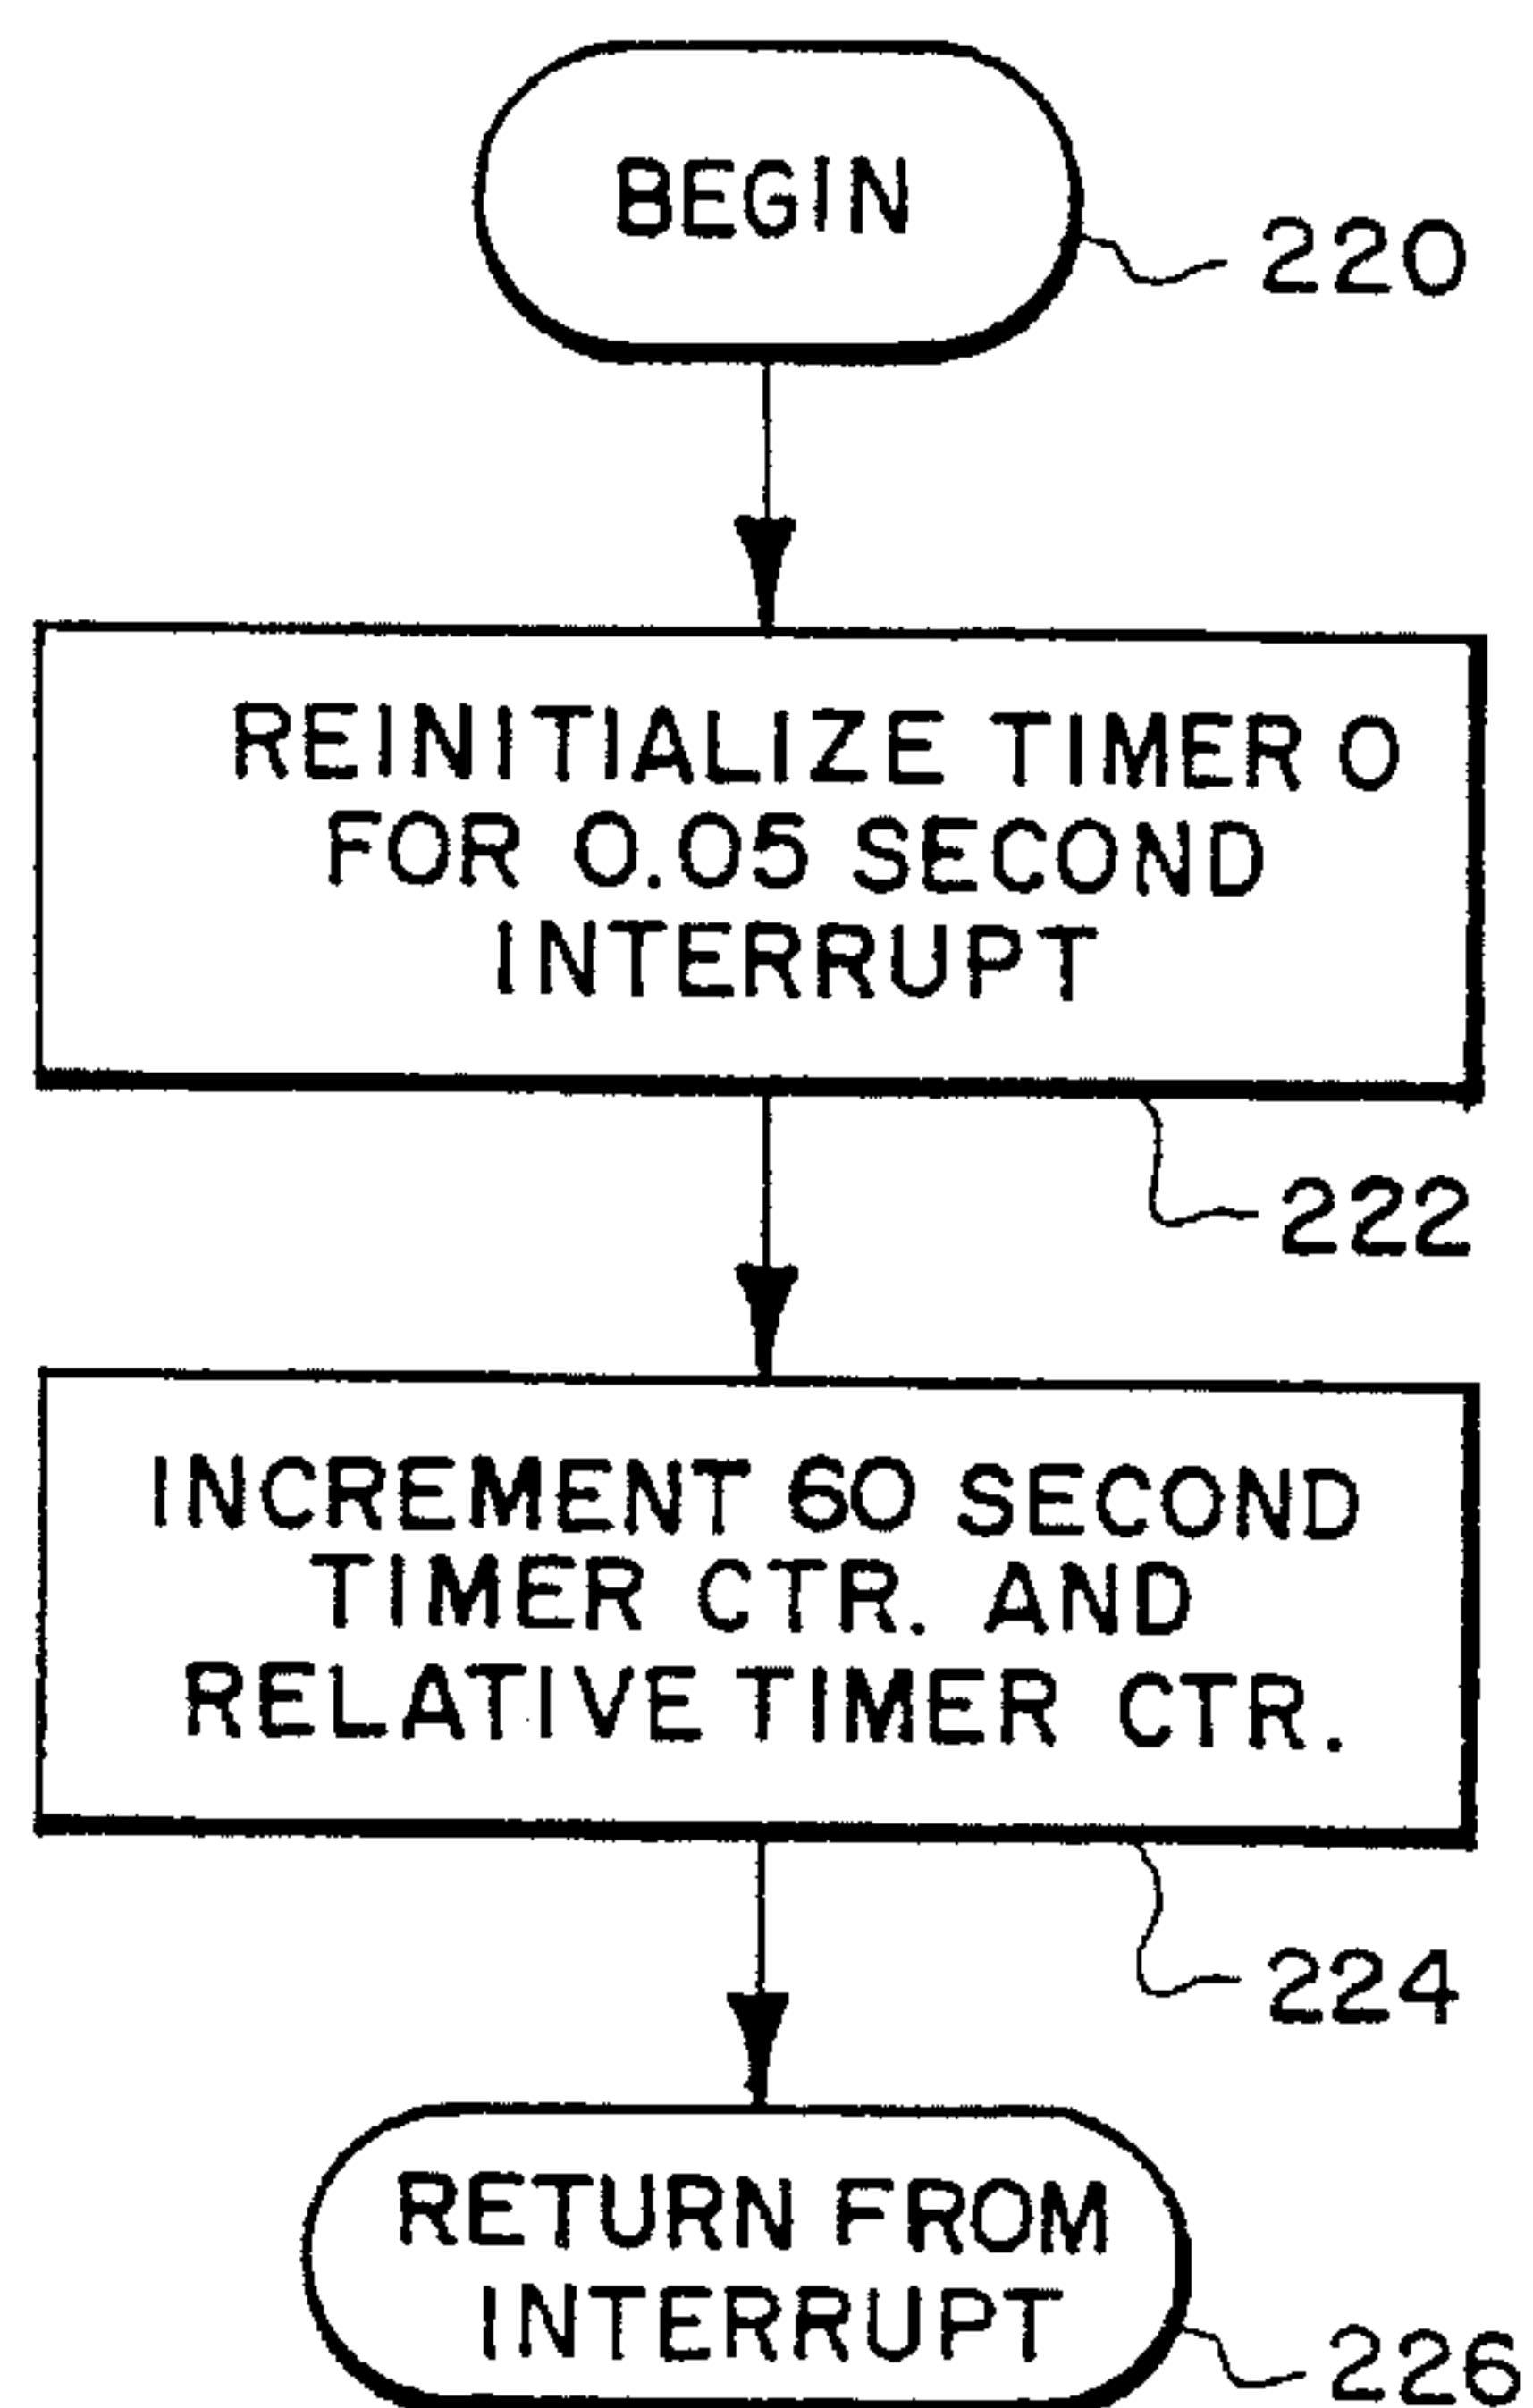 BEGIN
220
REINITIALIZE TIMER 0
FOR 0.05 SECOND
INTERRUPT
222
INCREMENT 60 SECOND
TIMER CTR. AND
RELATIVE TIMER CTR.
224
RETURN FROM
INTERRUPT
226